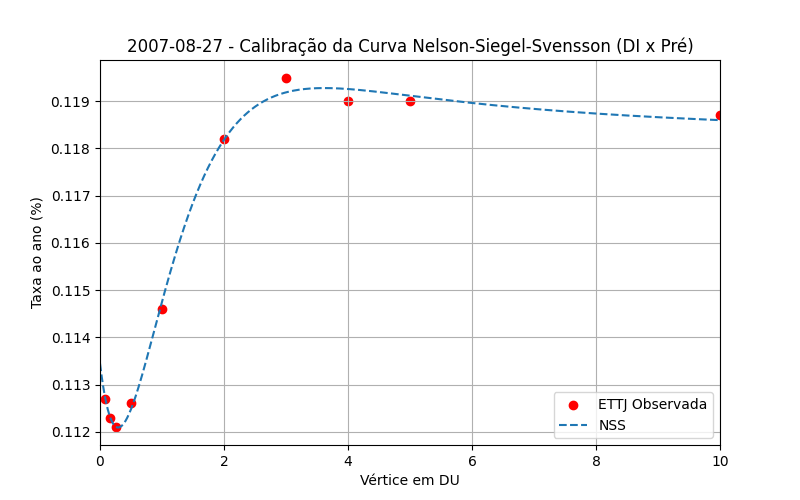 2007-08-27 - Calibração da Curva Nelson-Siegel-Svensson (DI x Pré)
Taxa ao ano (%)
0.119
0.118
0.117
0.116
0.115
0.114
0.113
0.112
ETTJ Observada
NSS
0 2 4 6 8 10
Vértice em DU